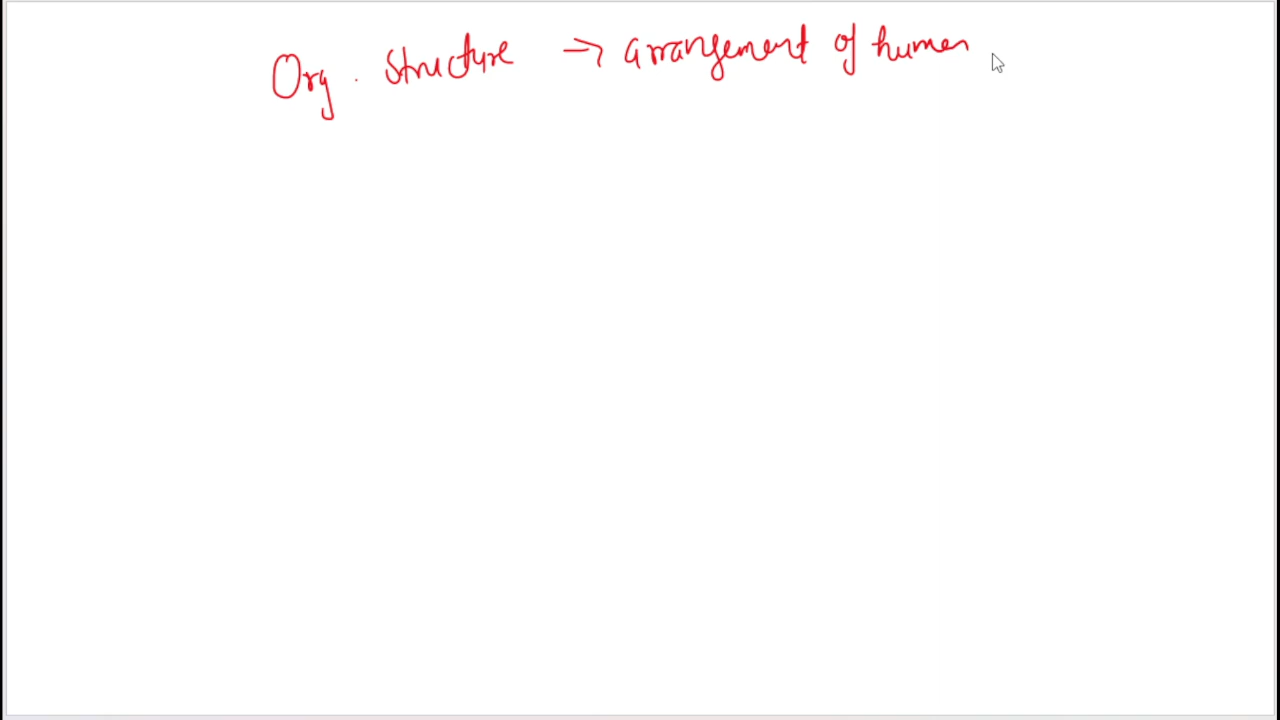 Org. Structure → arrangement of human